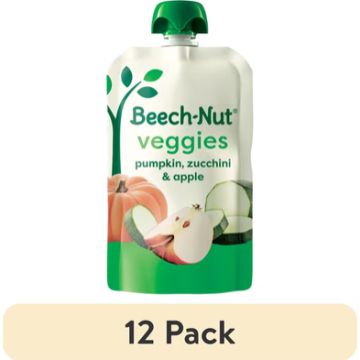 Beech-Nut®
veggies
pumpkin, zucchini
& apple
12 Pack